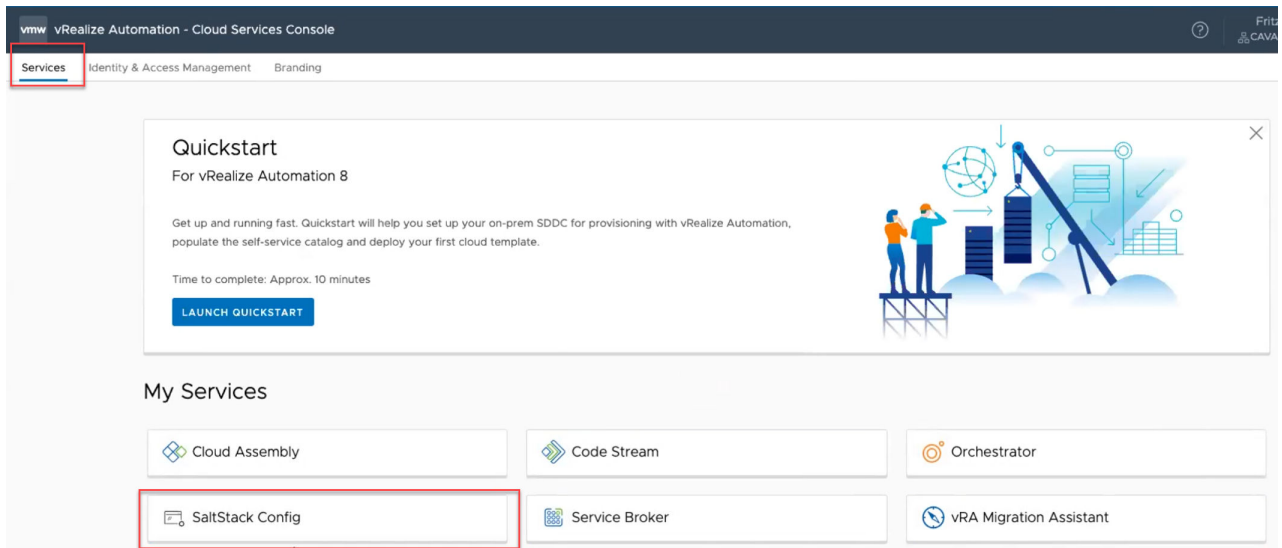 vmw vRealize Automation - Cloud Services Console
Fritz
CAVA
Services Identity & Access Management Branding
Quickstart
For vRealize Automation 8
Get up and running fast. Quickstart will help you set up your on-prem SDDC for provisioning with vRealize Automation,
populate the self-service catalog and deploy your first cloud template.
Time to complete: Approx. 10 minutes
LAUNCH QUICKSTART
My Services
Cloud Assembly Code Stream Orchestrator
SaltStack Config Service Broker vRA Migration Assistant